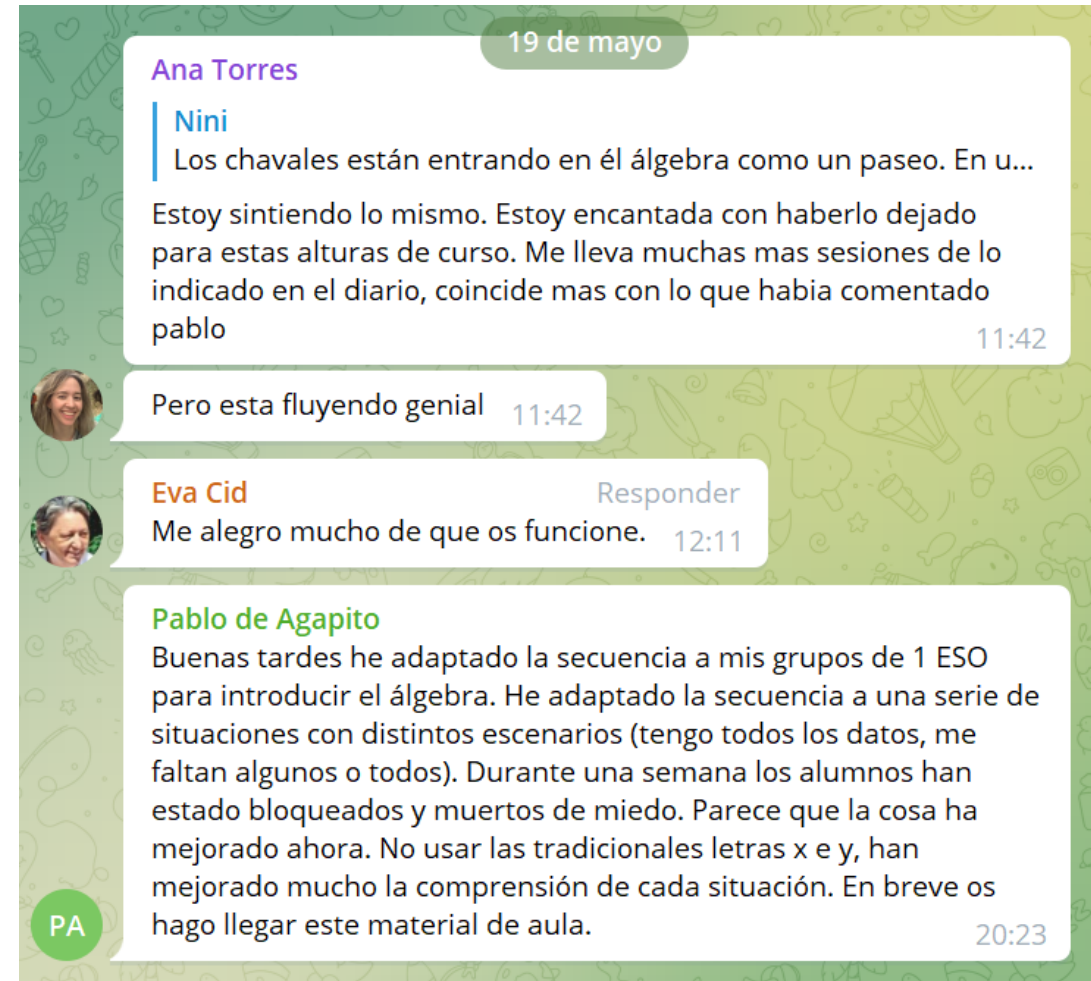 19 de mayo
Ana Torres
Nini
Los chavales están entrando en él álgebra como un paseo. En u...
Estoy sintiendo lo mismo. Estoy encantada con haberlo dejado
para estas alturas de curso. Me lleva muchas mas sesiones de lo
indicado en el diario, coincide mas con lo que habia comentado
pablo
11:42
Pero esta fluyendo genial 11:42
Eva Cid Responder
Me alegro mucho de que os funcione. 12:11
Pablo de Agapito
Buenas tardes he adaptado la secuencia a mis grupos de 1 ESO
para introducir el álgebra. He adaptado la secuencia a una serie de
situaciones con distintos escenarios (tengo todos los datos, me
faltan algunos o todos). Durante una semana los alumnos han
estado bloqueados y muertos de miedo. Parece que la cosa ha
mejorado ahora. No usar las tradicionales letras x e y, han
mejorado mucho la comprensión de cada situación. En breve os
hago llegar este material de aula.
PA
20:23